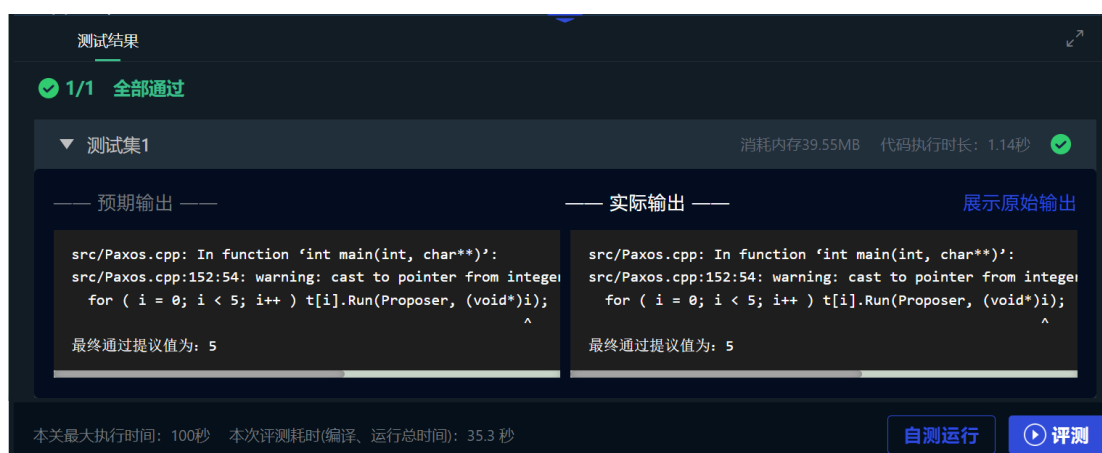 测试结果
1/1 全部通过
测试集1 消耗内存39.55MB 代码执行时长：1.14秒
—— 预期输出 —— —— 实际输出 —— 展示原始输出
src/Paxos.cpp: In function ‘int main(int, char**)’:
src/Paxos.cpp:152:54: warning: cast to pointer from integer
for ( i = 0; i < 5; i++ ) t[i].Run(Proposer, (void*)i);
^
最终通过提议值为：5
src/Paxos.cpp: In function ‘int main(int, char**)’:
src/Paxos.cpp:152:54: warning: cast to pointer from integer
for ( i = 0; i < 5; i++ ) t[i].Run(Proposer, (void*)i);
^
最终通过提议值为：5
本关最大执行时间：100秒 本次评测耗时(编译、运行总时间)：35.3 秒 自测运行 评测